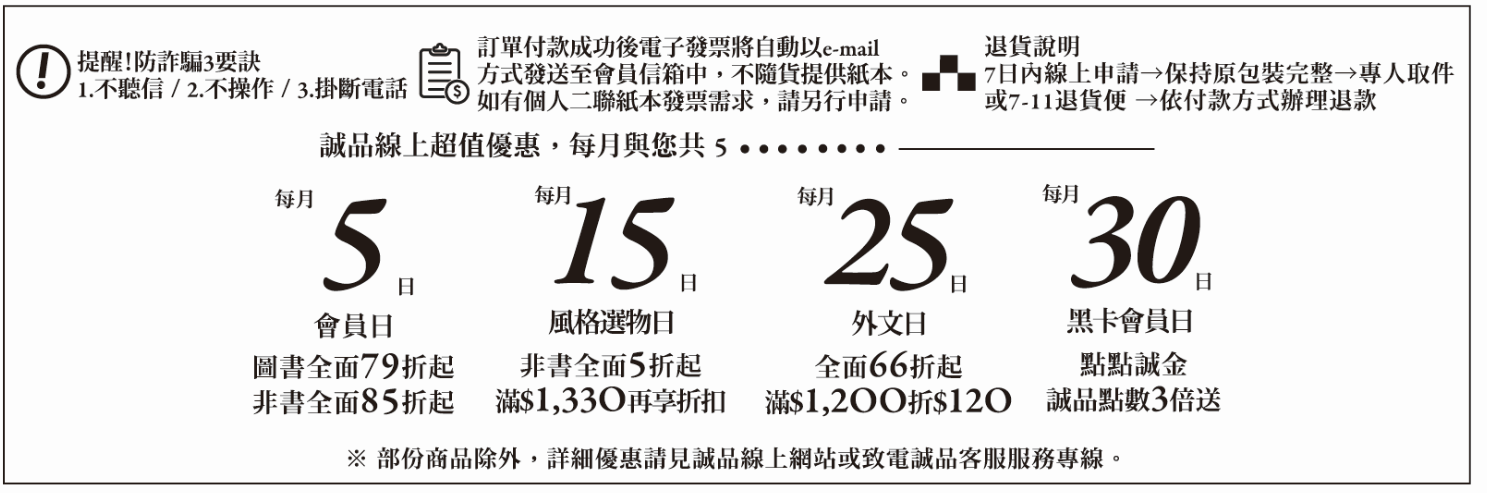 提醒!防詐騙3要訣
1.不聽信 / 2.不操作 / 3.掛斷電話
訂單付款成功後電子發票將自動以e-mail
方式發送至會員信箱中，不隨貨提供紙本。
如有個人二聯紙本發票需求，請另行申請。
退貨說明
7日內線上申請→保持原包裝完整→專人取件
或7-11退貨便 →依付款方式辦理退款
誠品線上超值優惠，每月與您共 5 ••••••••
每月 5 日
會員日
圖書全面79折起
非書全面85折起
每月 15 日
風格選物日
非書全面5折起
滿$1,330再享折扣
每月 25 日
外文日
全面66折起
滿$1,200折$120
每月 30 日
黑卡會員日
點點誠金
誠品點數3倍送
※ 部份商品除外，詳細優惠請見誠品線上網站或致電誠品客服服務專線。